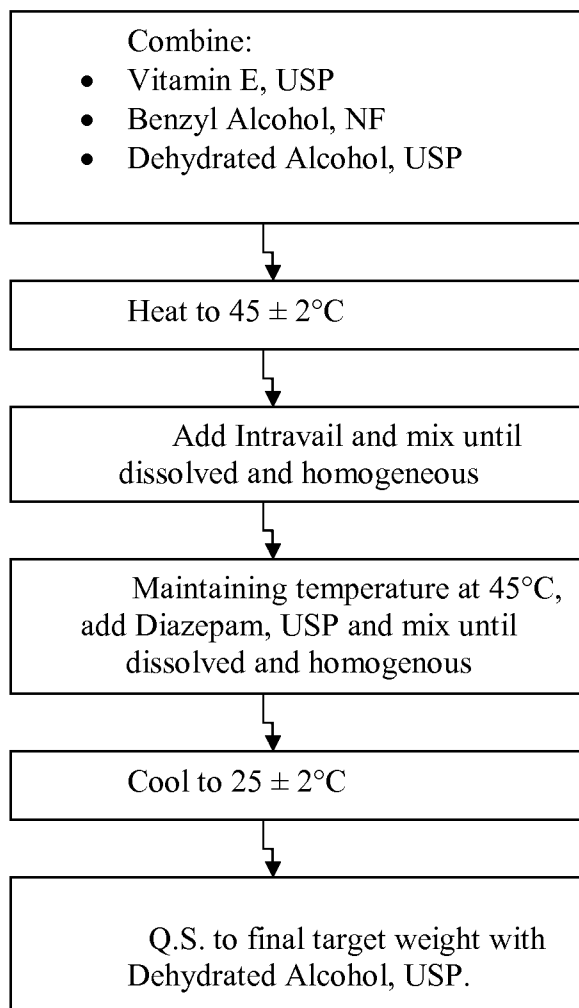 Combine:
• Vitamin E, USP
• Benzyl Alcohol, NF
• Dehydrated Alcohol, USP
Heat to 45 ± 2°C
Add Intravail and mix until
dissolved and homogeneous
Maintaining temperature at 45°C,
add Diazepam, USP and mix until
dissolved and homogenous
Cool to 25 ± 2°C
Q.S. to final target weight with
Dehydrated Alcohol, USP.